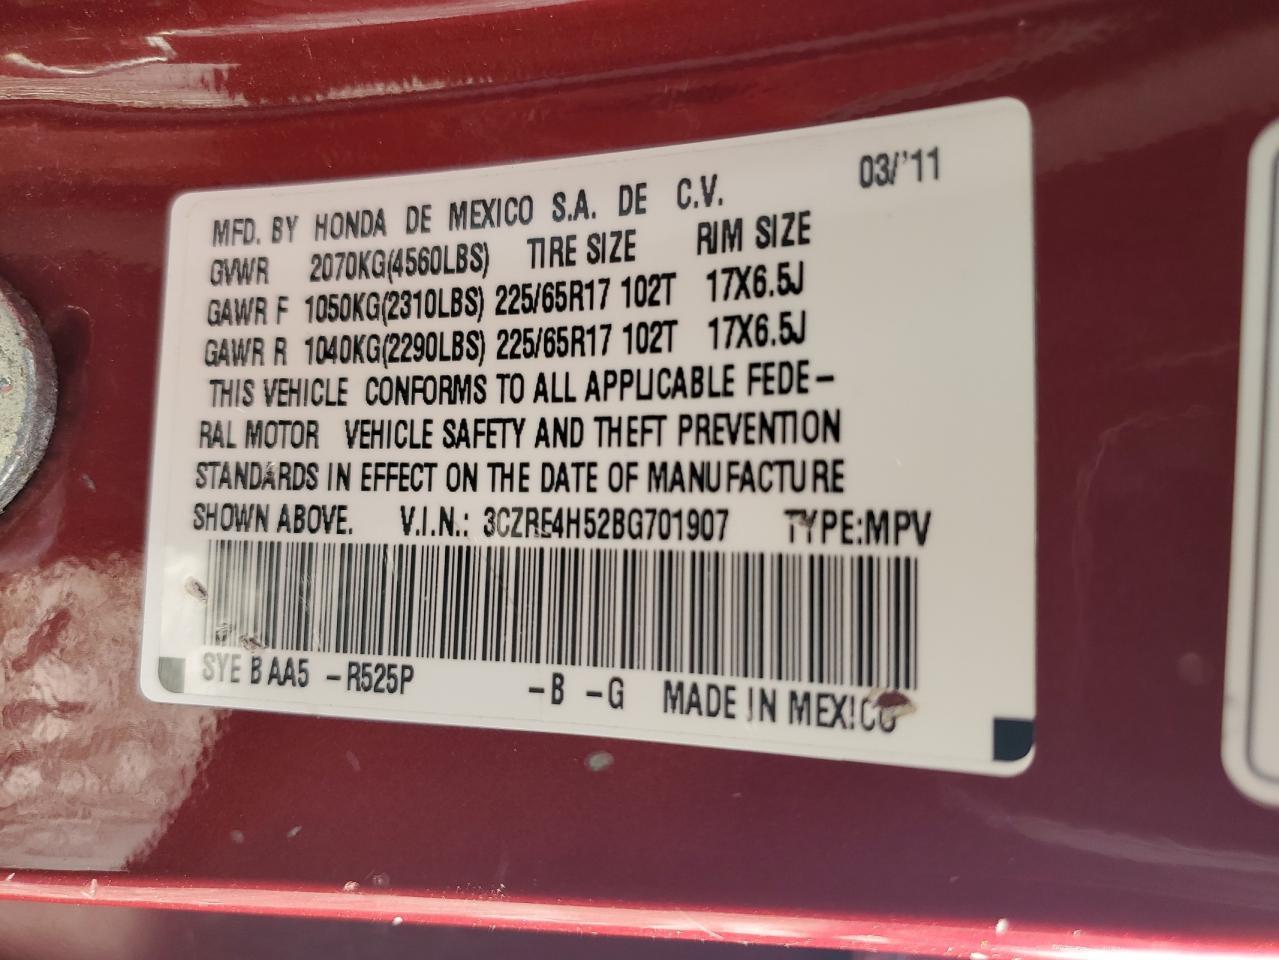 03/'11
MFD. BY HONDA DE MEXICO S.A. DE C.V.
GVWR 2070KG(4560LBS) TIRE SIZE RIM SIZE
GAWR F 1050KG(2310LBS) 225/65R17 102T 17X6.5J
GAWR R 1040KG(2290LBS) 225/65R17 102T 17X6.5J
THIS VEHICLE CONFORMS TO ALL APPLICABLE FEDE-
RAL MOTOR VEHICLE SAFETY AND THEFT PREVENTION
STANDARDS IN EFFECT ON THE DATE OF MANUFACTURE
SHOWN ABOVE. V.I.N.: 3CZRE4H52BG701907 TYPE:MPV
SYE B AA5 -R525P -B -G MADE IN MEXICO